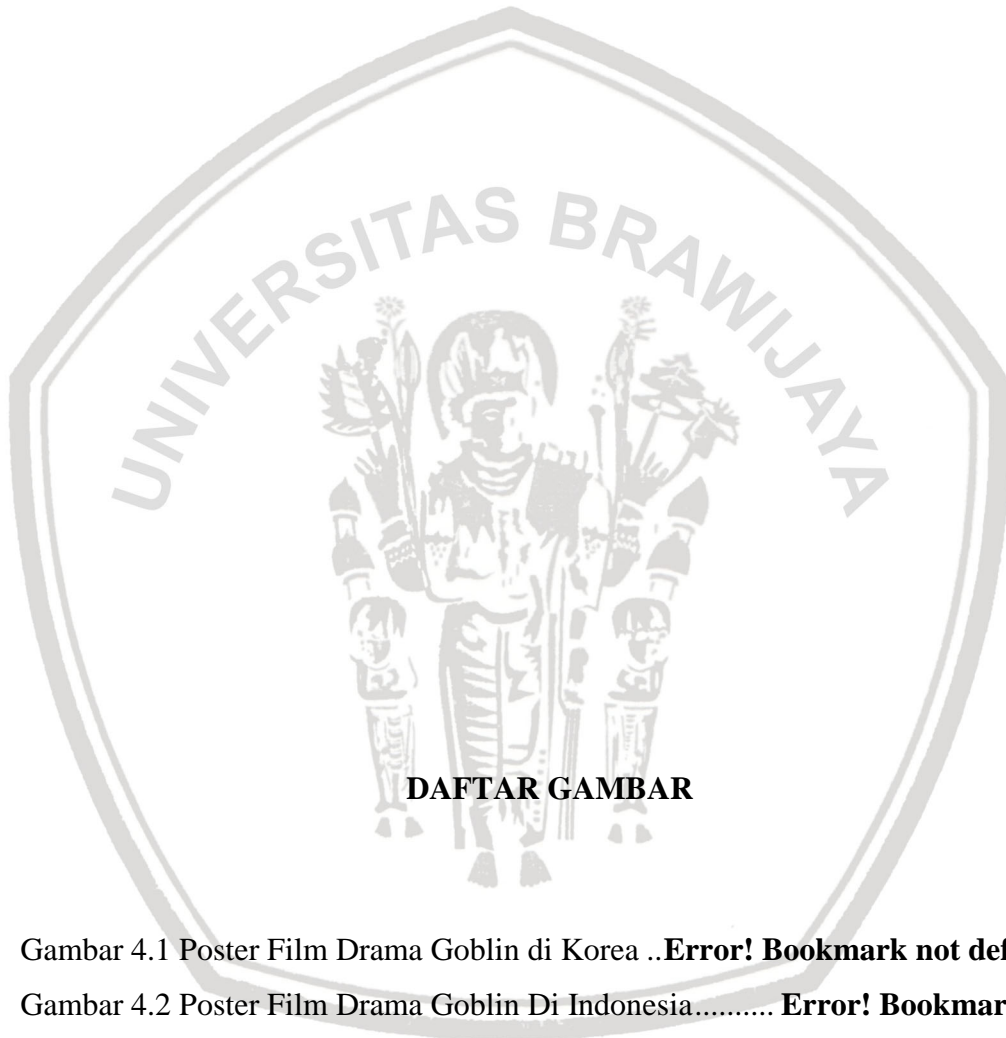 UNIVERSITAS BRAWIJAYA
DAFTAR GAMBAR
Gambar 4.1 Poster Film Drama Goblin di Korea ..Error! Bookmark not def
Gambar 4.2 Poster Film Drama Goblin Di Indonesia.......... Error! Bookmar